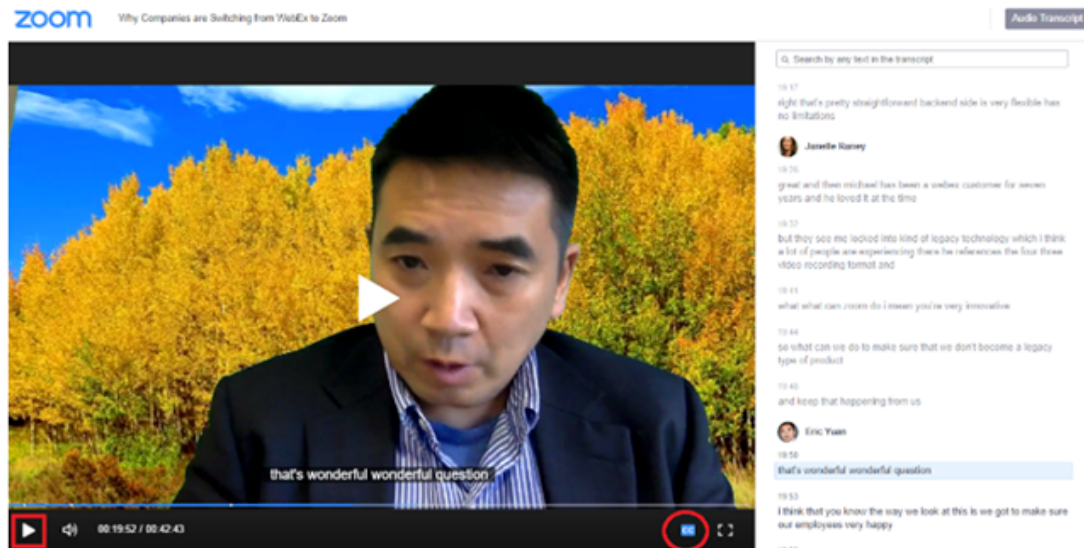 zoom Why Companies are Switching from WebEx to Zoom
Audio Transcript
Search by any text in the transcript
19:17
right that's pretty straightforward backend side is very flexible has
no limitations
Janelle Raney
19:26
great and then michael has been a webex customer for seven
years and he loved it at the time
19:32
but they see me locked into kind of legacy technology which i think
a lot of people are experiencing there he references the four three
video recording format and
19:41
what what can zoom do i mean you're very innovative
19:44
so what can we do to make sure that we don't become a legacy
type of product
19:48
and keep that happening from us
Eric Yuan
19:50
that's wonderful wonderful question
19:53
I think that you know the way we look at this is we got to make sure
our employees very happy
that's wonderful wonderful question
00:19:52 / 00:42:43
CC